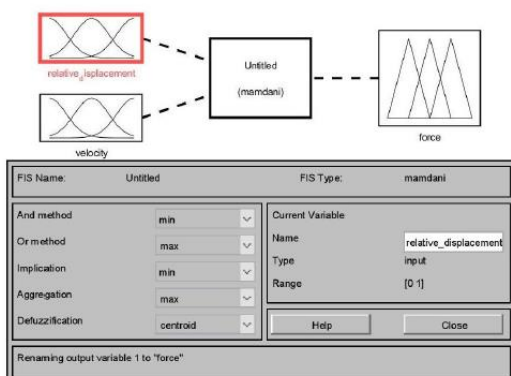 relative_displacement
Untitled
(mamdani)
force
velocity
FIS Name: Untitled FIS Type: mamdani
And method min
Or method max
Implication min
Aggregation max
Defuzzification centroid
Current Variable
Name relative_displacement
Type input
Range [0 1]
Help Close
Renaming output variable 1 to "force"